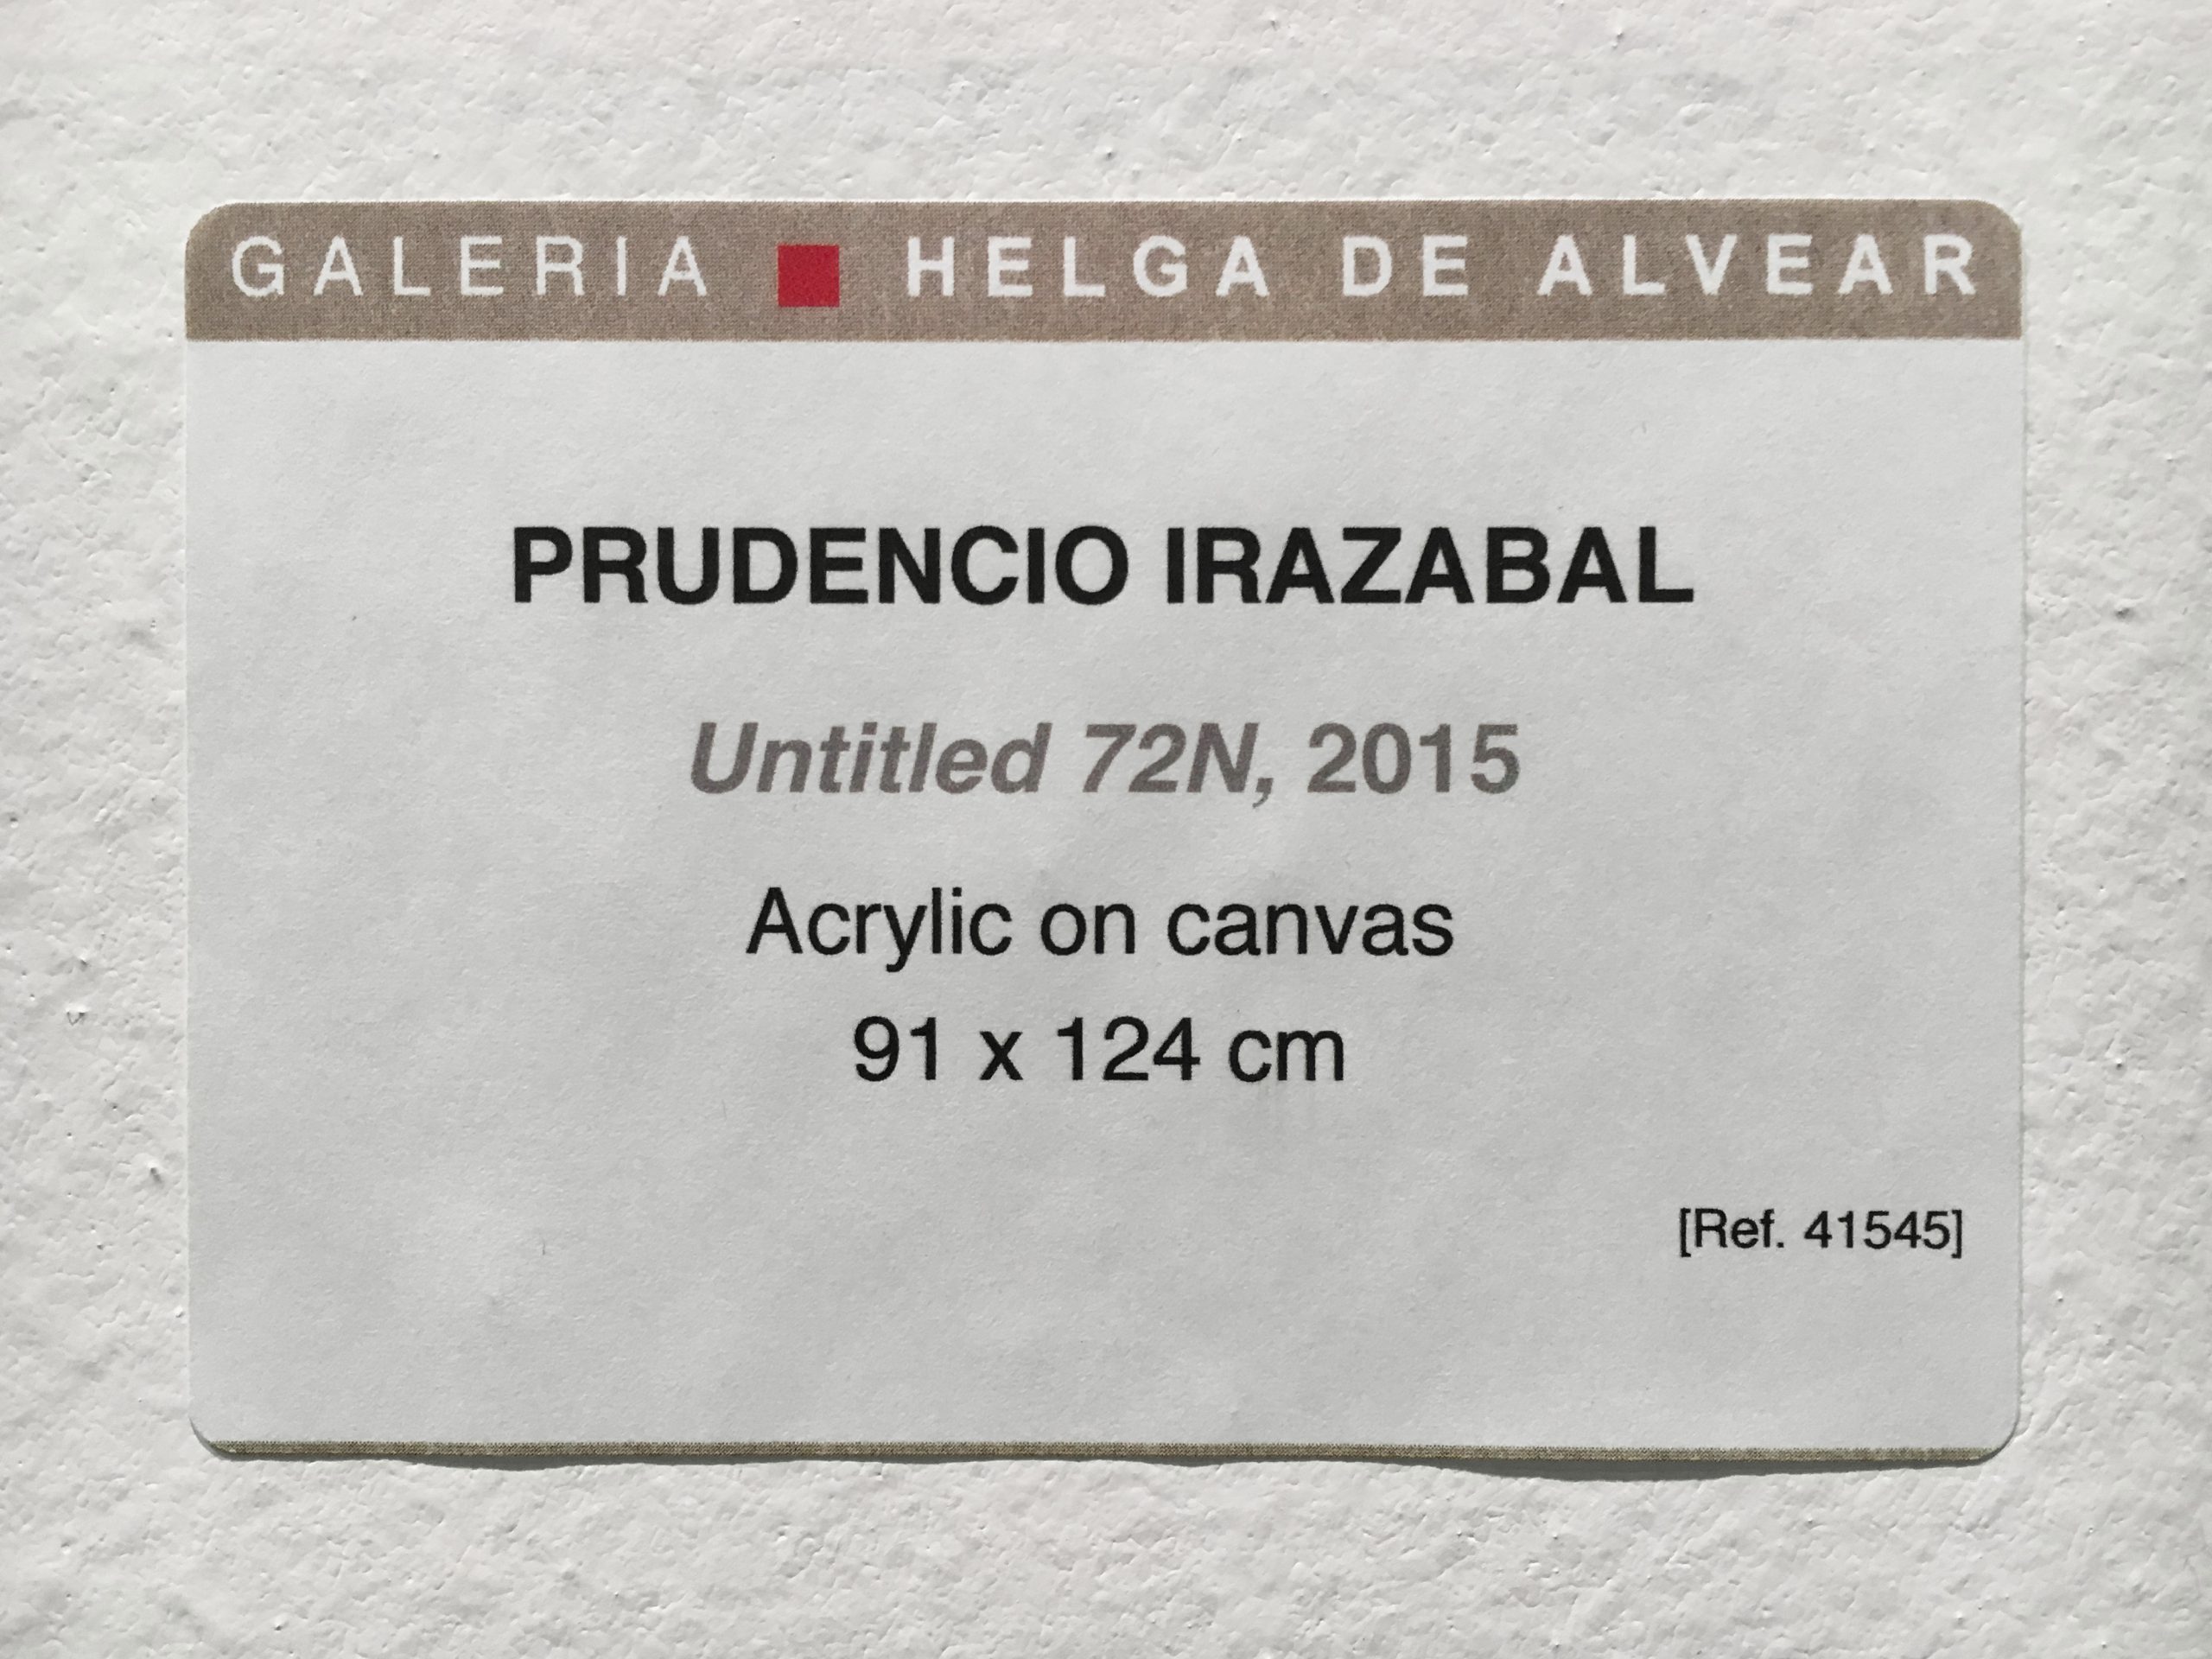 GALERIA HELGA DE ALVEAR
PRUDENCIO IRAZABAL
Untitled 72N, 2015
Acrylic on canvas
91 x 124 cm
[Ref. 41545]